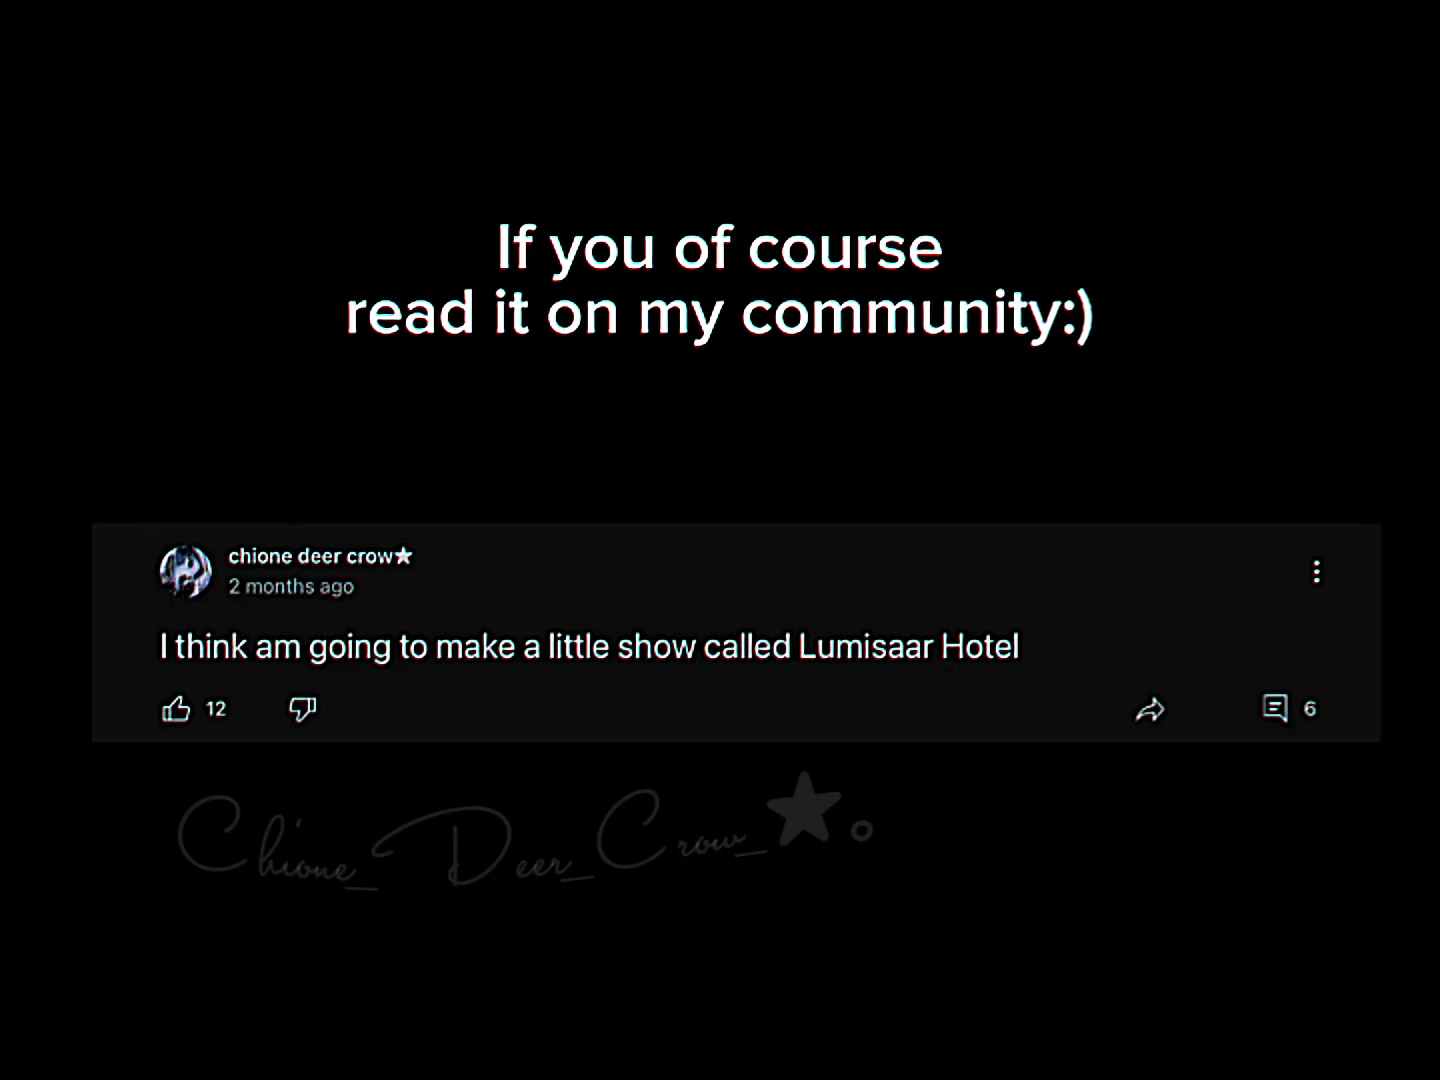 If you of course
read it on my community:)
chione deer crow★
2 months ago
I think am going to make a little show called Lumisaar Hotel
12
6
Chione_Deer_Crow_★.